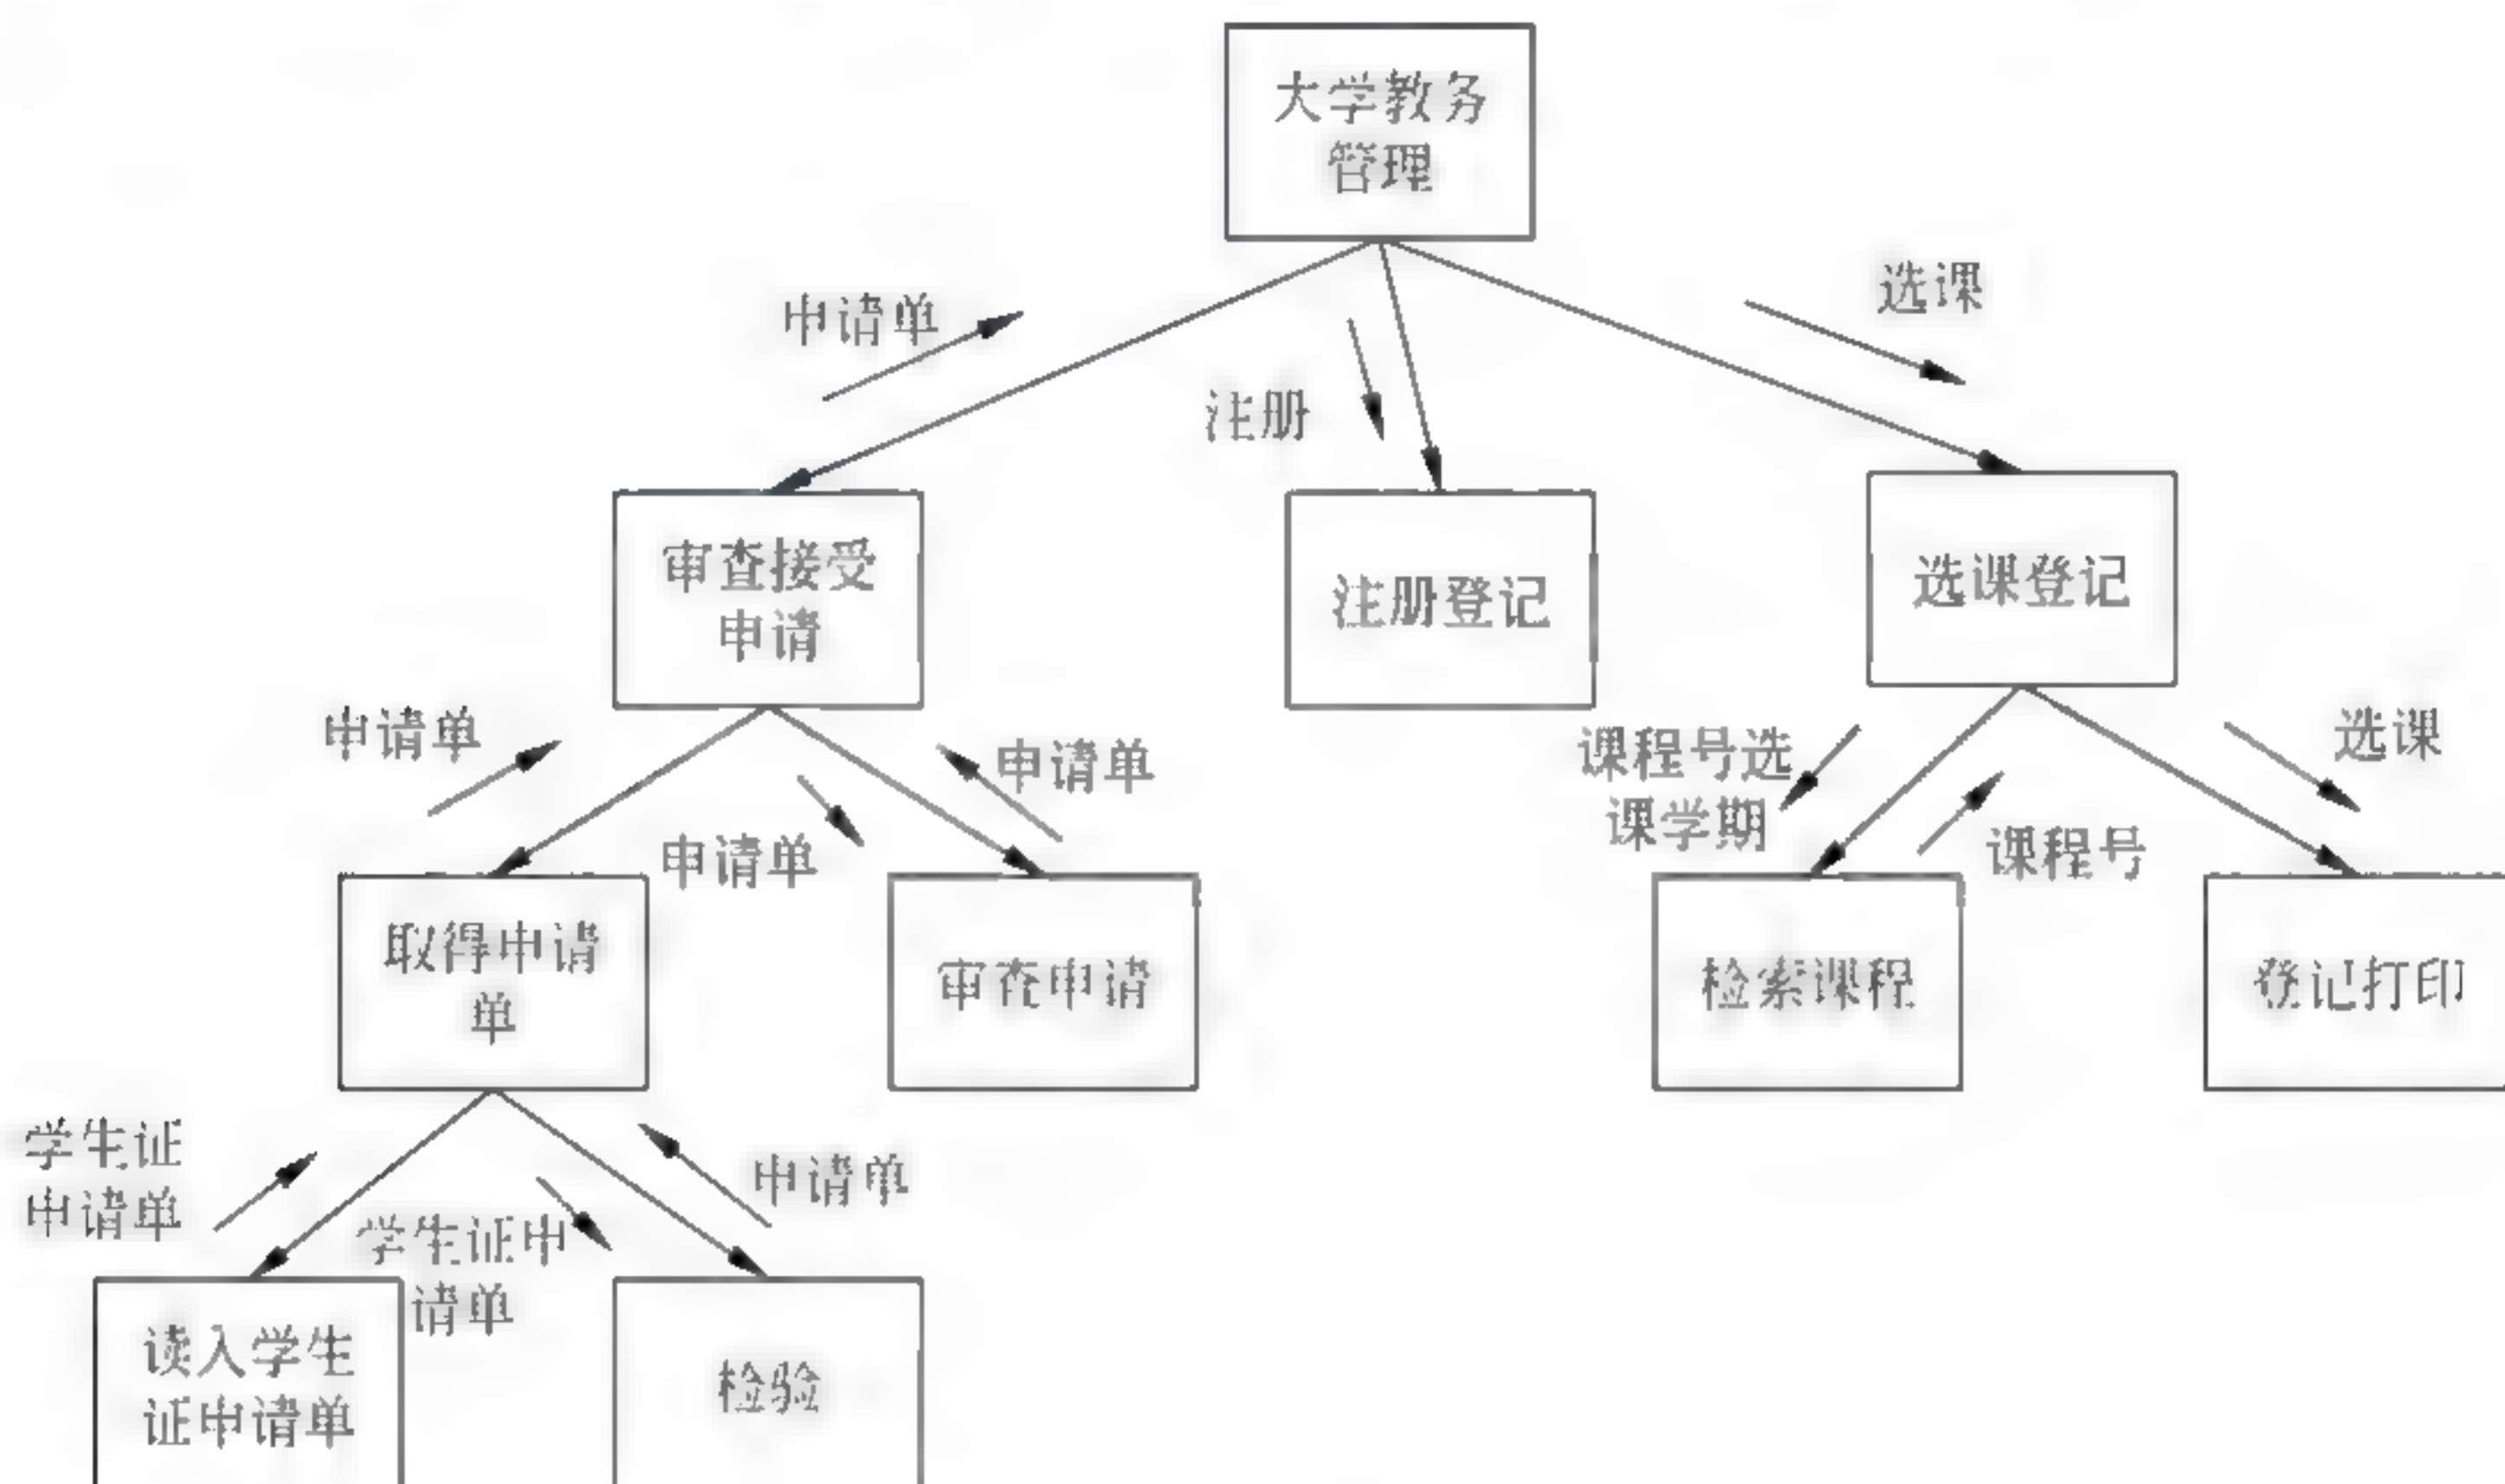 大学教务
管理
申请单
选课
注册
审查接受
申请
注册登记
选课登记
申请单
申请单
申请单
课程号选
课学期
课程号
选课
取得申请
单
审查申请
检索课程
登记打印
学生证
申请单
学生证申
请单
申请单
读入学生
证申请单
检验